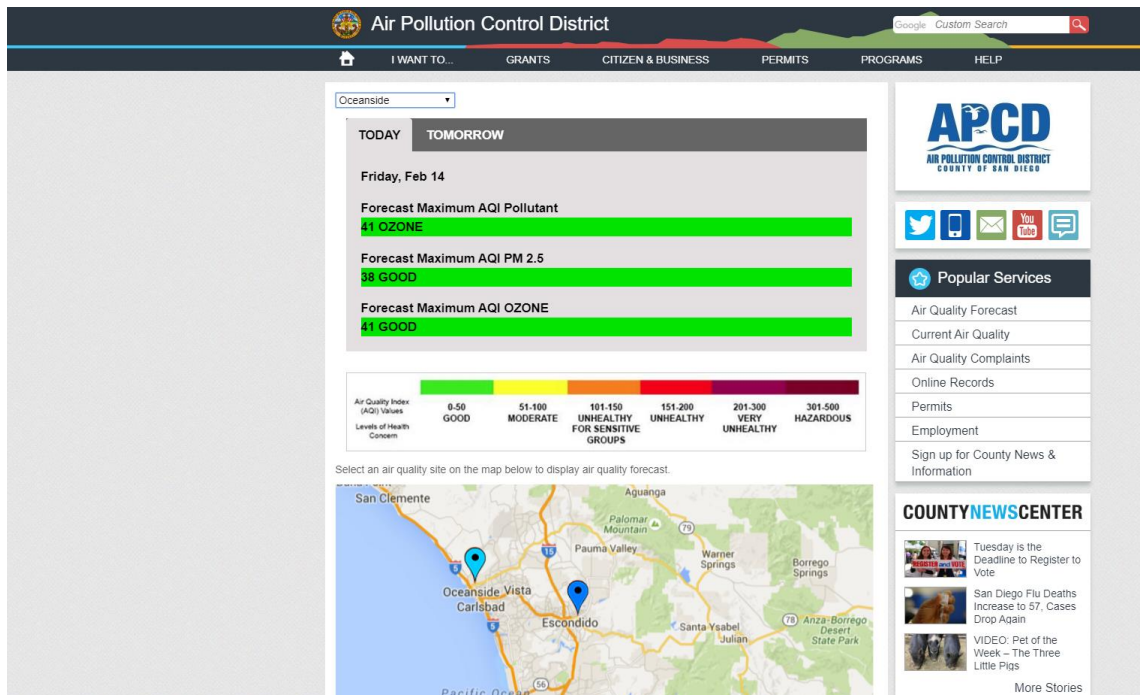 Air Pollution Control District
Google Custom Search
I WANT TO...
GRANTS
CITIZEN & BUSINESS
PERMITS
PROGRAMS
HELP
Oceanside
TODAY
TOMORROW
Friday, Feb 14
Forecast Maximum AQI Pollutant
41 OZONE
Forecast Maximum AQI PM 2.5
38 GOOD
Forecast Maximum AQI OZONE
41 GOOD
Air Quality Index
(AQI) Values
Levels of Health
Concern
0-50
GOOD
51-100
MODERATE
101-150
UNHEALTHY
FOR SENSITIVE
GROUPS
151-200
UNHEALTHY
201-300
VERY
UNHEALTHY
301-500
HAZARDOUS
Select an air quality site on the map below to display air quality forecast.
San Clemente
Aguanga
Palomar
Mountain
79
15
Pauma Valley
Warner
Springs
Borrego
Springs
5
Oceanside
Vista
Carlsbad
5
Escondido
Santa Ysabel
Julian
78
Anza-Borrego
Desert
State Park
56
Pacific Ocean
APCD
AIR POLLUTION CONTROL DISTRICT
COUNTY OF SAN DIEGO
You
Tube
Popular Services
Air Quality Forecast
Current Air Quality
Air Quality Complaints
Online Records
Permits
Employment
Sign up for County News &
Information
COUNTYNEWSCENTER
REGISTER and VOTE
Tuesday is the
Deadline to Register to
Vote
San Diego Flu Deaths
Increase to 57, Cases
Drop Again
VIDEO: Pet of the
Week – The Three
Little Pigs
More Stories